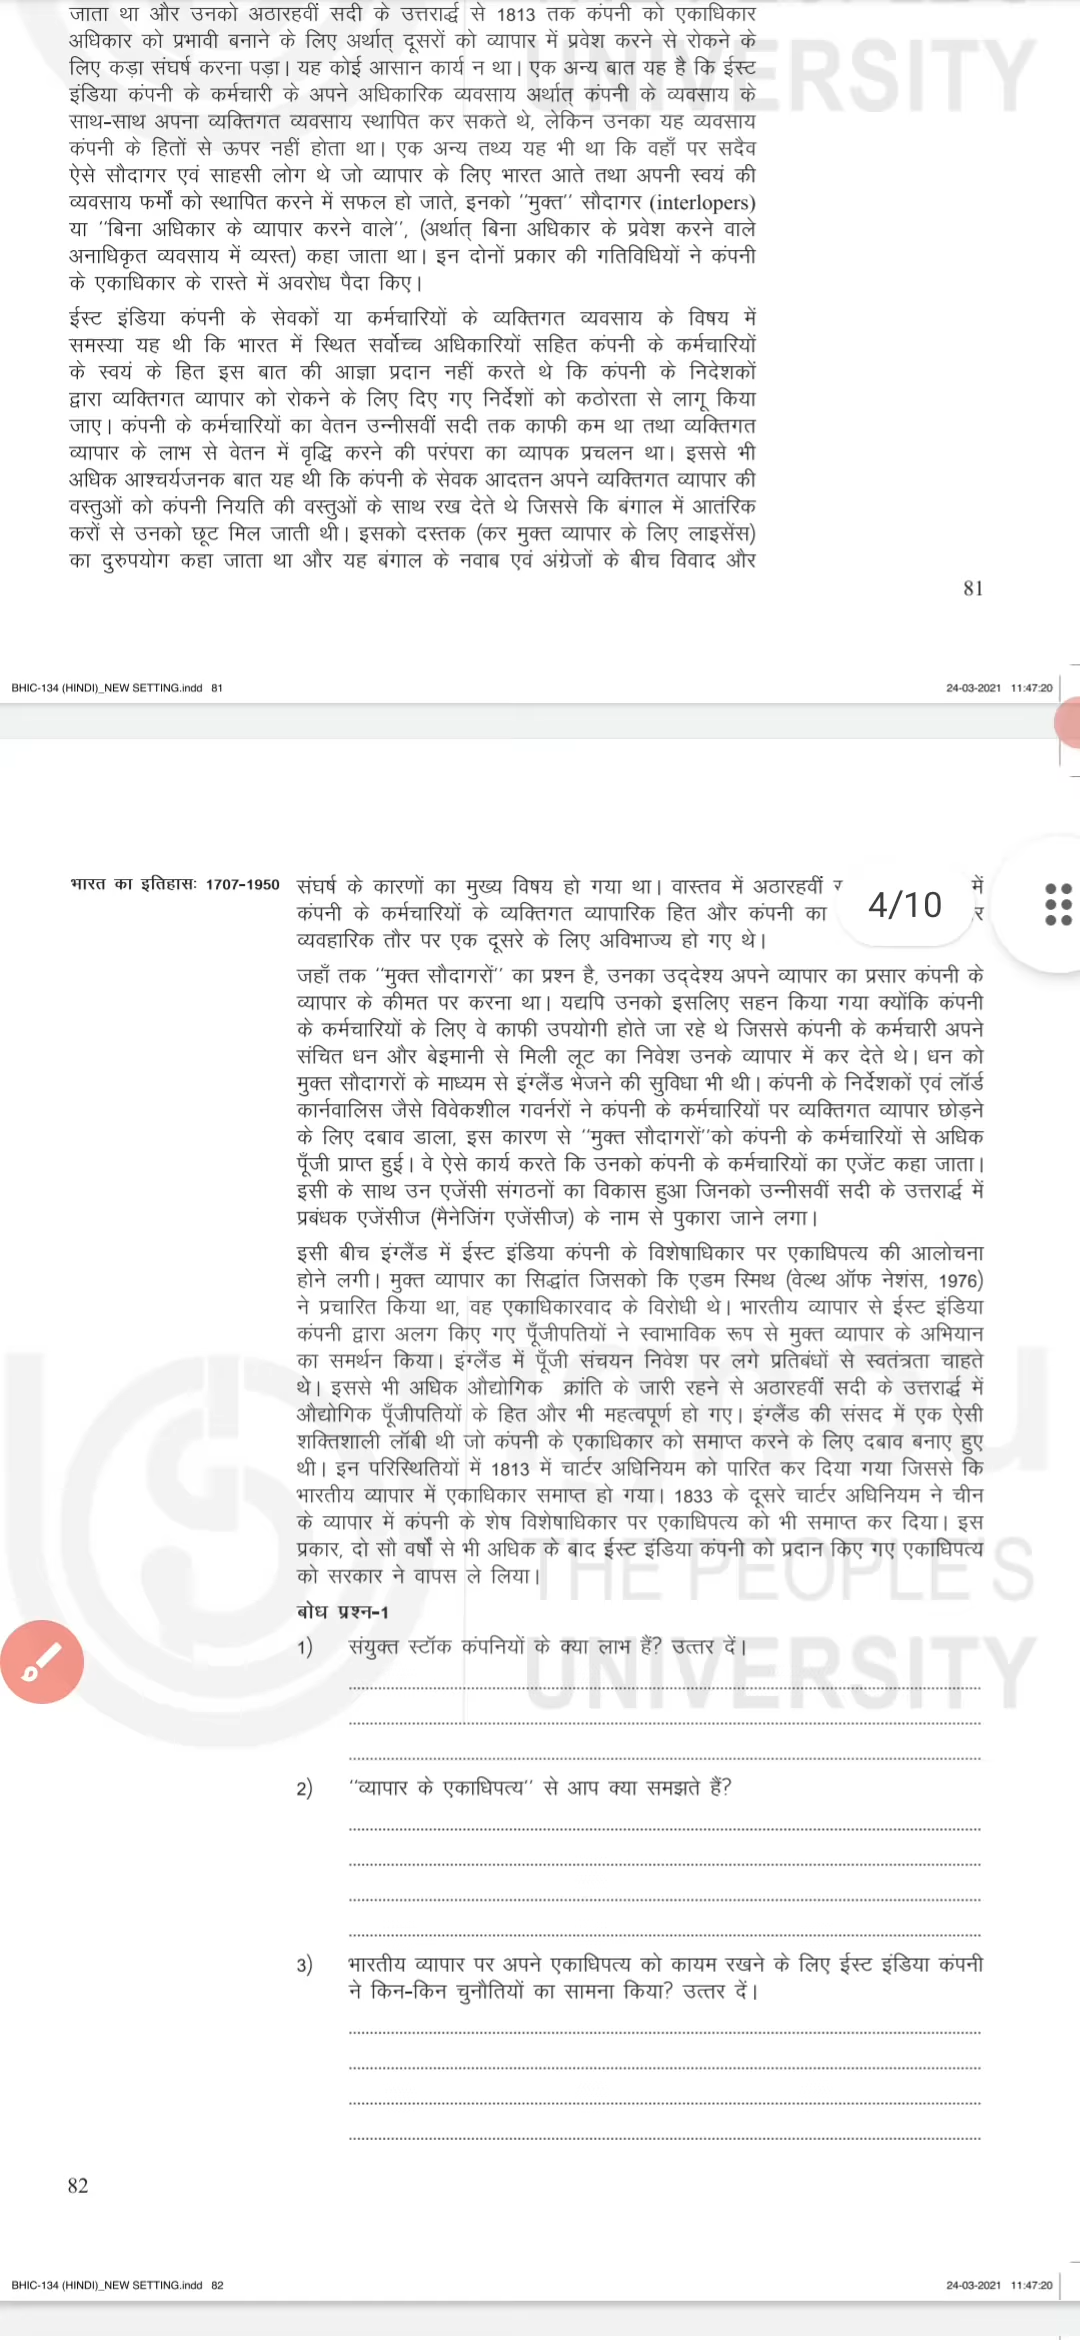 जाता था और उनको अठारहवीं सदी के उत्तरार्द्ध से 1813 तक कंपनी को एकाधिकार
अधिकार को प्रभावी बनाने के लिए अर्थात् दूसरों को व्यापार में प्रवेश करने से रोकने के
लिए कड़ा संघर्ष करना पड़ा। यह कोई आसान कार्य न था। एक अन्य बात यह है कि ईस्ट
इंडिया कंपनी के कर्मचारी के अपने अधिकारिक व्यवसाय अर्थात् कंपनी के व्यवसाय के
साथ-साथ अपना व्यक्तिगत व्यवसाय स्थापित कर सकते थे, लेकिन उनका यह व्यवसाय
कंपनी के हितों से ऊपर नहीं होता था। एक अन्य तथ्य यह भी था कि वहाँ पर सदैव
ऐसे सौदागर एवं साहसी लोग थे जो व्यापार के लिए भारत आते तथा अपनी स्वयं की
व्यवसाय फर्मों को स्थापित करने में सफल हो जाते, इनको ''मुक्त'' सौदागर (interlopers)
या ''बिना अधिकार के व्यापार करने वाले'', (अर्थात् बिना अधिकार के प्रवेश करने वाले
अनाधिकृत व्यवसाय में व्यस्त) कहा जाता था। इन दोनों प्रकार की गतिविधियों ने कंपनी
के एकाधिकार के रास्ते में अवरोध पैदा किए।
ईस्ट इंडिया कंपनी के सेवकों या कर्मचारियों के व्यक्तिगत व्यवसाय के विषय में
समस्या यह थी कि भारत में स्थित सर्वोच्च अधिकारियों सहित कंपनी के कर्मचारियों
के स्वयं के हित इस बात की आज्ञा प्रदान नहीं करते थे कि कंपनी के निदेशकों
द्वारा व्यक्तिगत व्यापार को रोकने के लिए दिए गए निर्देशों को कठोरता से लागू किया
जाए। कंपनी के कर्मचारियों का वेतन उन्नीसवीं सदी तक काफी कम था तथा व्यक्तिगत
व्यापार के लाभ से वेतन में वृद्धि करने की परंपरा का व्यापक प्रचलन था। इससे भी
अधिक आश्चर्यजनक बात यह थी कि कंपनी के सेवक आदतन अपने व्यक्तिगत व्यापार की
वस्तुओं को कंपनी नियति की वस्तुओं के साथ रख देते थे जिससे कि बंगाल में आतंरिक
करों से उनको छूट मिल जाती थी। इसको दस्तक (कर मुक्त व्यापार के लिए लाइसेंस)
का दुरुपयोग कहा जाता था और यह बंगाल के नवाब एवं अंग्रेजों के बीच विवाद और
81
BHIC-134 (HINDI)_NEW SETTING.indd 81
24-03-2021 11:47:20
भारत का इतिहास: 1707-1950
संघर्ष के कारणों का मुख्य विषय हो गया था। वास्तव में अठारहवीं में
कंपनी के कर्मचारियों के व्यक्तिगत व्यापारिक हित और कंपनी का
4/10
व्यवहारिक तौर पर एक दूसरे के लिए अविभाज्य हो गए थे।
जहाँ तक ''मुक्त सौदागरों'' का प्रश्न है, उनका उद्देश्य अपने व्यापार का प्रसार कंपनी के
व्यापार के कीमत पर करना था। यद्यपि उनको इसलिए सहन किया गया क्योंकि कंपनी
के कर्मचारियों के लिए वे काफी उपयोगी होते जा रहे थे जिससे कंपनी के कर्मचारी अपने
संचित धन और बेइमानी से मिली लूट का निवेश उनके व्यापार में कर देते थे। धन को
मुक्त सौदागरों के माध्यम से इंग्लैंड भेजने की सुविधा भी थी। कंपनी के निर्देशकों एवं लॉर्ड
कार्नवालिस जैसे विवेकशील गवर्नरों ने कंपनी के कर्मचारियों पर व्यक्तिगत व्यापार छोड़ने
के लिए दबाव डाला, इस कारण से ''मुक्त सौदागरों''को कंपनी के कर्मचारियों से अधिक
पूँजी प्राप्त हुई। वे ऐसे कार्य करते कि उनको कंपनी के कर्मचारियों का एजेंट कहा जाता।
इसी के साथ उन एजेंसी संगठनों का विकास हुआ जिनको उन्नीसवीं सदी के उत्तरार्द्ध में
प्रबंधक एजेंसीज (मैनेजिंग एजेंसीज) के नाम से पुकारा जाने लगा।
इसी बीच इंग्लैंड में ईस्ट इंडिया कंपनी के विशेषाधिकार पर एकाधिपत्य की आलोचना
होने लगी। मुक्त व्यापार का सिद्धांत जिसको कि एडम स्मिथ (वेल्थ ऑफ नेशंस, 1976)
ने प्रचारित किया था, वह एकाधिकारवाद के विरोधी थे। भारतीय व्यापार से ईस्ट इंडिया
कंपनी द्वारा अलग किए गए पूँजीपतियों ने स्वाभाविक रूप से मुक्त व्यापार के अभियान
का समर्थन किया। इंग्लैंड में पूँजी संचयन निवेश पर लगे प्रतिबंधों से स्वतंत्रता चाहते
थे। इससे भी अधिक औद्योगिक क्रांति के जारी रहने से अठारहवीं सदी के उत्तरार्द्ध में
औद्योगिक पूँजीपतियों के हित और भी महत्वपूर्ण हो गए। इंग्लैंड की संसद में एक ऐसी
शक्तिशाली लॉबी थी जो कंपनी के एकाधिकार को समाप्त करने के लिए दबाव बनाए हुए
थी। इन परिस्थितियों में 1813 में चार्टर अधिनियम को पारित कर दिया गया जिससे कि
भारतीय व्यापार में एकाधिकार समाप्त हो गया। 1833 के दूसरे चार्टर अधिनियम ने चीन
के व्यापार में कंपनी के शेष विशेषाधिकार पर एकाधिपत्य को भी समाप्त कर दिया। इस
प्रकार, दो सौ वर्षों से भी अधिक के बाद ईस्ट इंडिया कंपनी को प्रदान किए गए एकाधिपत्य
को सरकार ने वापस ले लिया।
बोध प्रश्न-1
1) संयुक्त स्टॉक कंपनियों के क्या लाभ हैं? उत्तर दें।
2) ''व्यापार के एकाधिपत्य'' से आप क्या समझते हैं?
3) भारतीय व्यापार पर अपने एकाधिपत्य को कायम रखने के लिए ईस्ट इंडिया कंपनी
ने किन-किन चुनौतियों का सामना किया? उत्तर दें।
82
BHIC-134 (HINDI)_NEW SETTING.indd 82
24-03-2021 11:47:20
ignou
THE PEOPLE'S
UNIVERSITY